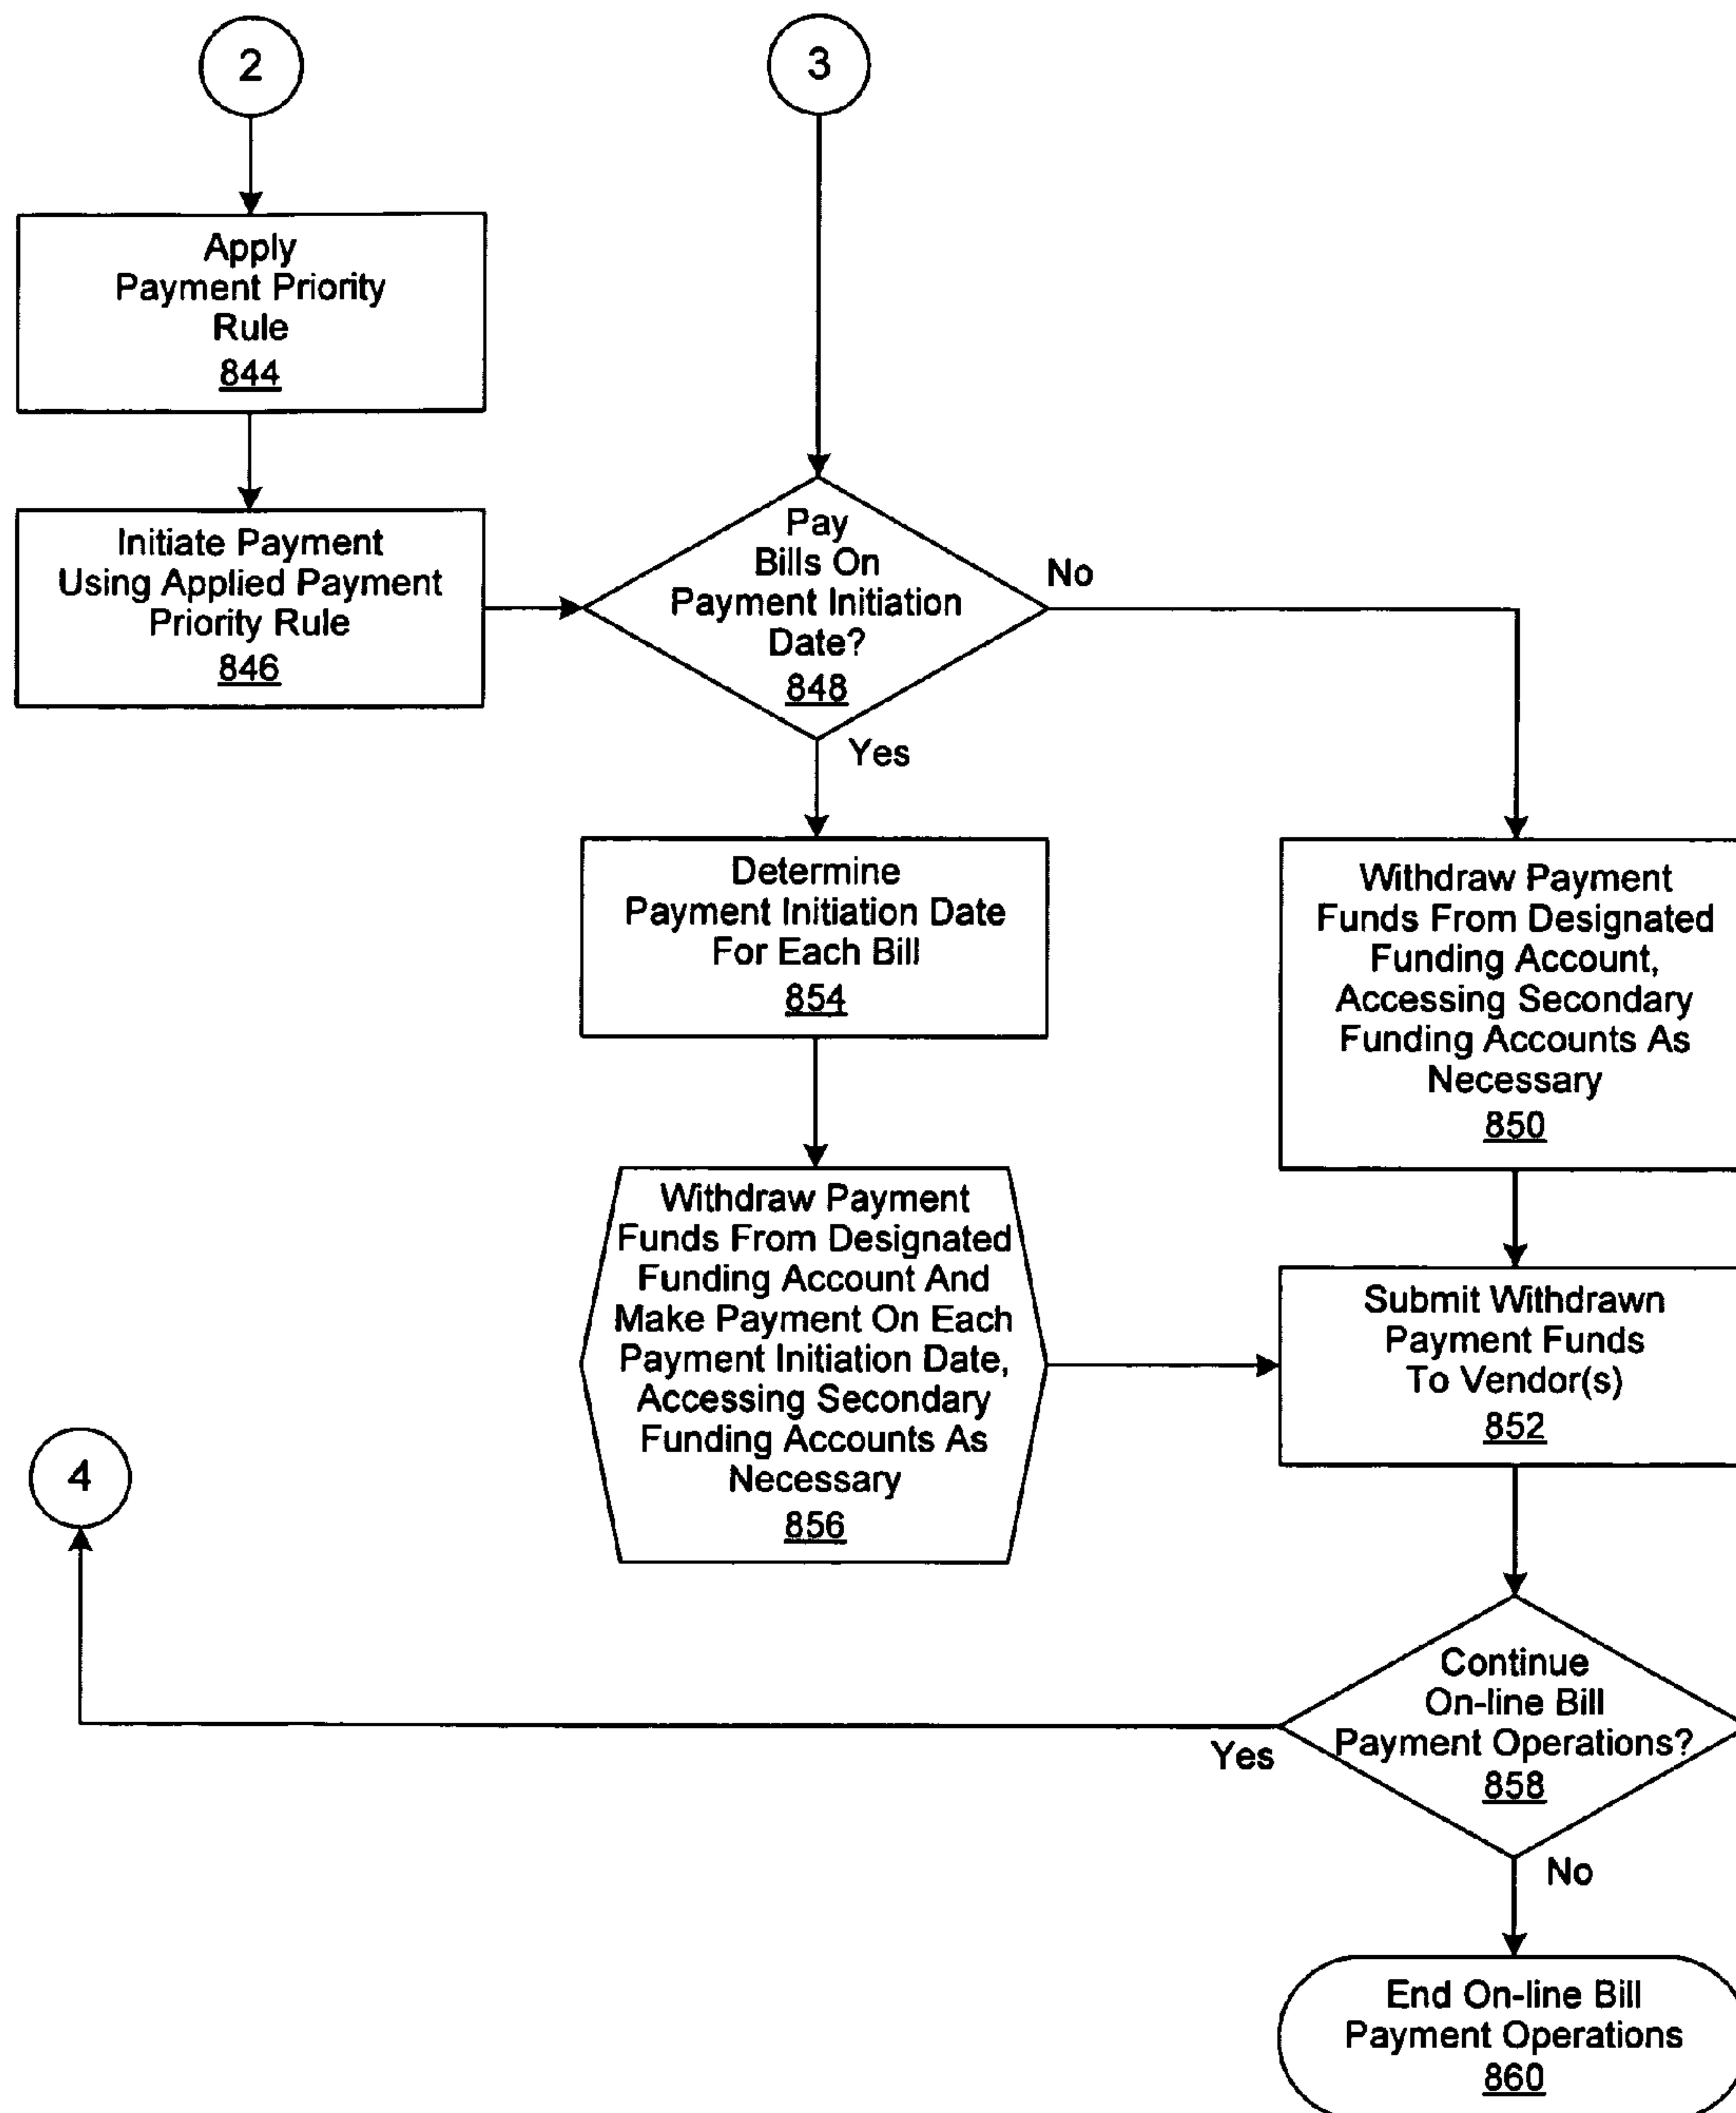 2
3
Apply
Payment Priority
Rule
844
Initiate Payment
Using Applied Payment
Priority Rule
846
Pay
Bills On
Payment Initiation
Date?
848
No
Yes
Determine
Payment Initiation Date
For Each Bill
854
Withdraw Payment
Funds From Designated
Funding Account,
Accessing Secondary
Funding Accounts As
Necessary
850
Withdraw Payment
Funds From Designated
Funding Account And
Make Payment On Each
Payment Initiation Date,
Accessing Secondary
Funding Accounts As
Necessary
856
Submit Withdrawn
Payment Funds
To Vendor(s)
852
4
Continue
On-line Bill
Payment Operations?
858
Yes
No
End On-line Bill
Payment Operations
860